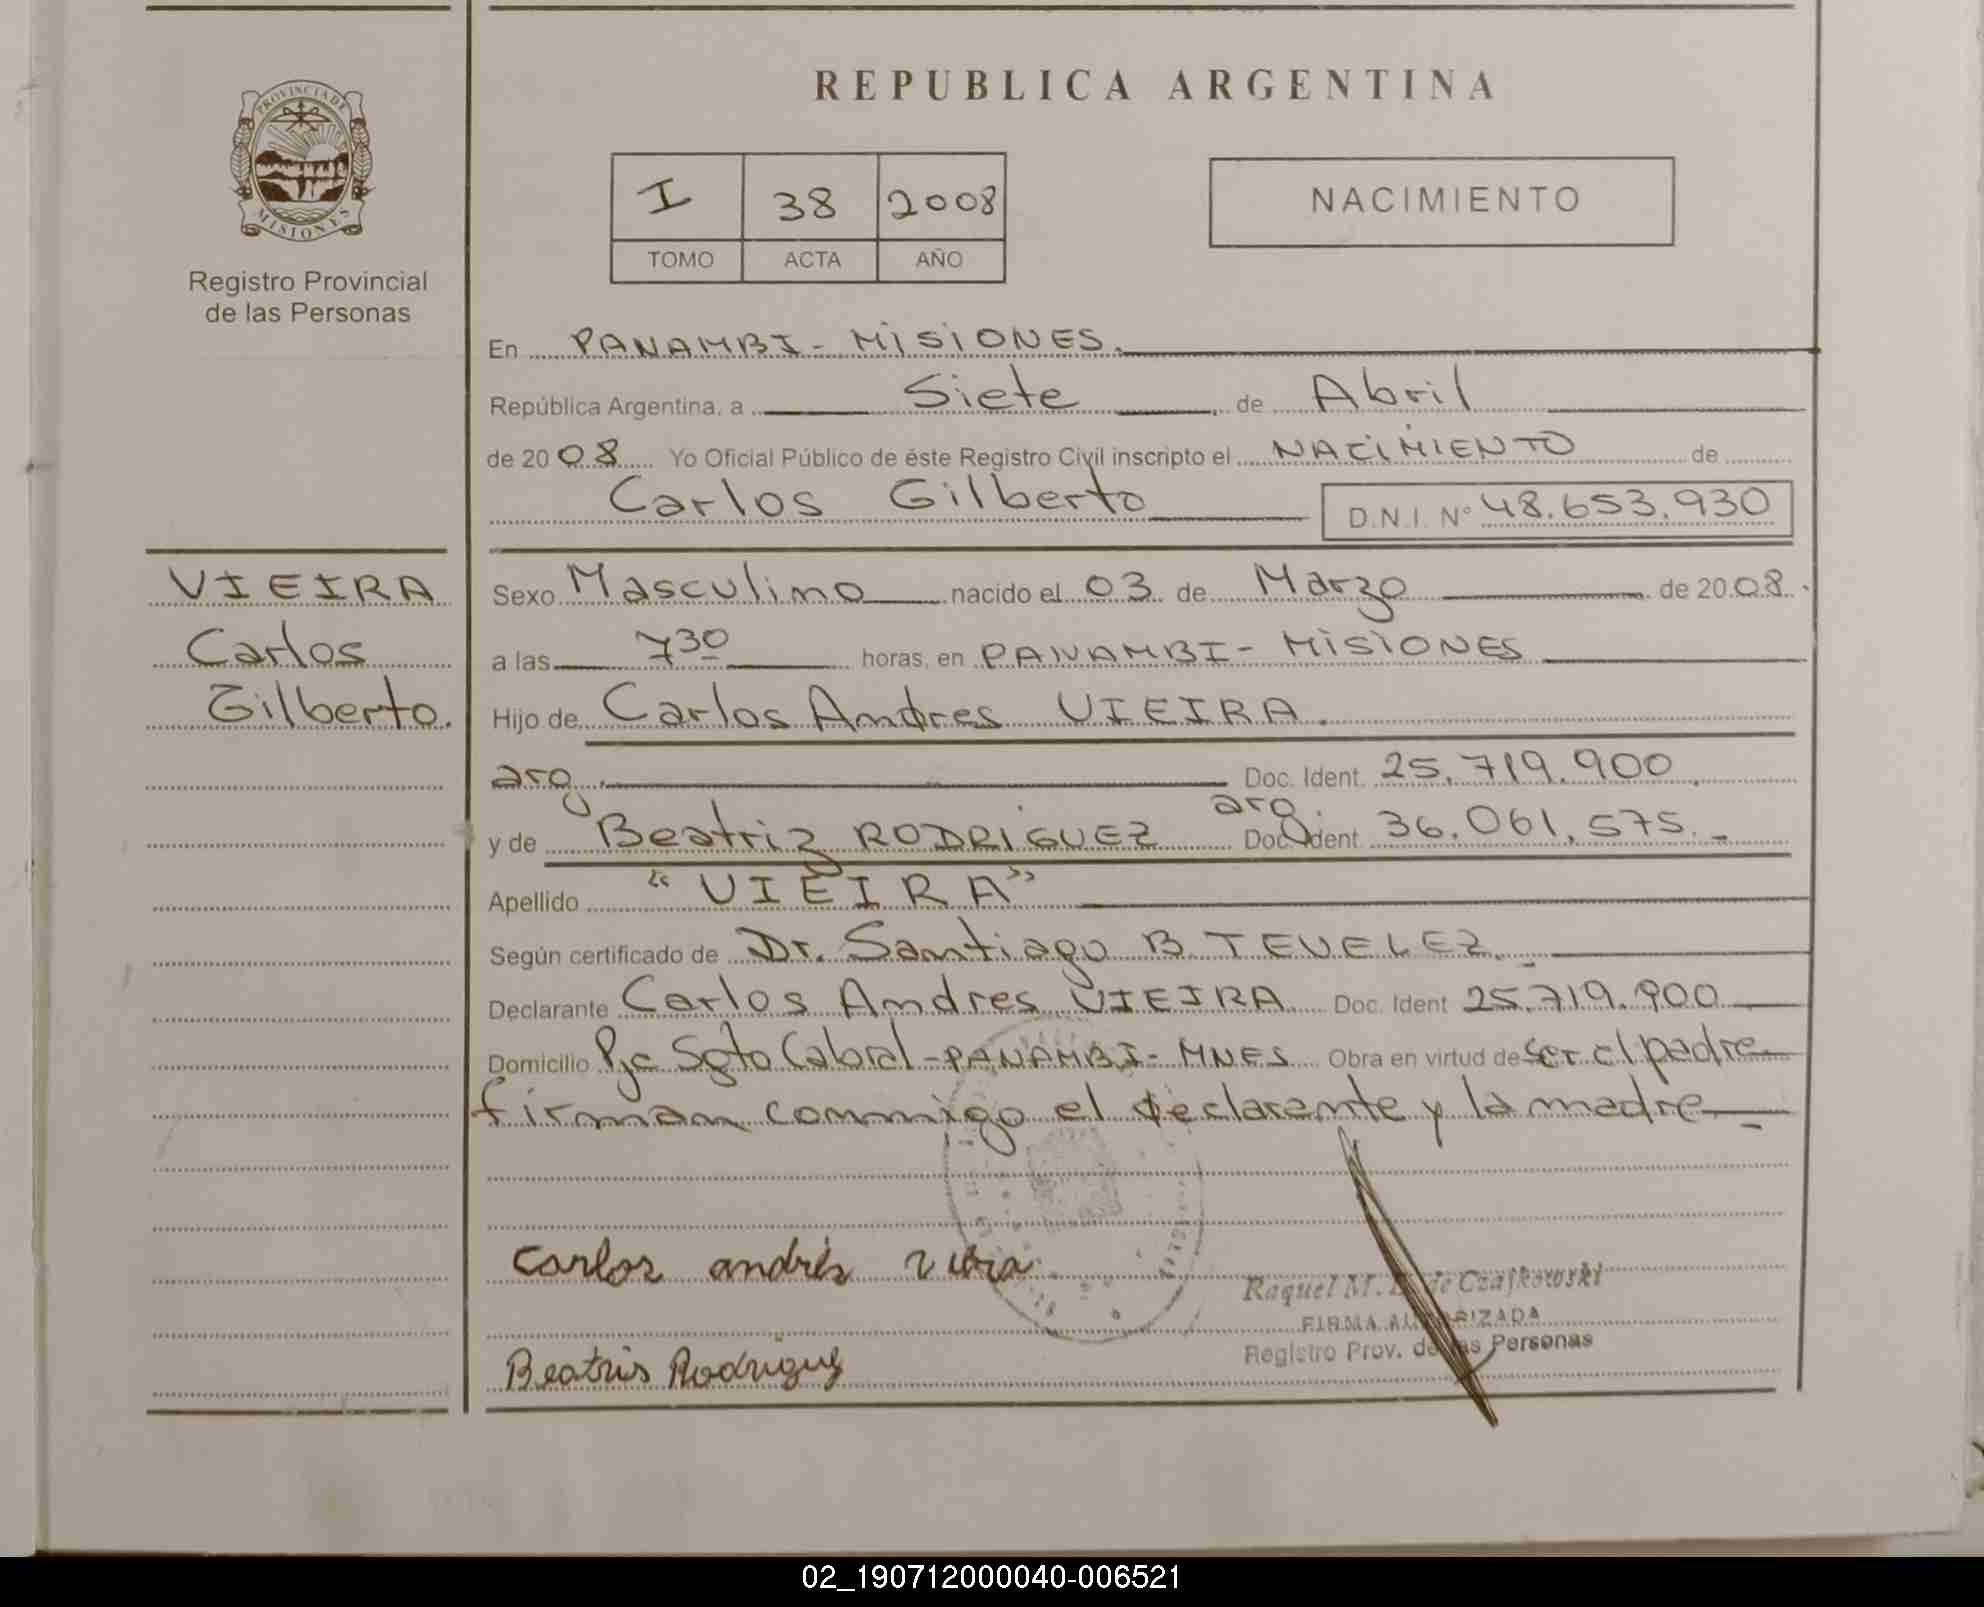 PROVINCIA DE
MISIONES
Registro Provincial
de las Personas
REPUBLICA ARGENTINA
I 38 2008
TOMO ACTA AÑO
NACIMIENTO
En PANAMBI - MISIONES.
República Argentina, a Siete de Abril
de 2008 Yo Oficial Público de éste Registro Civil inscripto el NACIMIENTO de
Carlos Gilberto D.N.I. N° 48.653.930
VIEIRA
Carlos
Gilberto.
Sexo Masculino nacido el 03 de Marzo de 2008.
a las 7 30 horas, en PANAMBI - MISIONES
Hijo de Carlos Andres VIEIRA.
arg. Doc. Ident. 25.719.900
y de Beatriz RODRIGUEZ arg. Doc. Ident. 36.061.575.-
Apellido "VIEIRA"
Según certificado de Dr. Santiago B. TEVELEZ.-
Declarante Carlos Andres VIEIRA Doc. Ident 25.719.900
Domicilio Pje Sgto Cabral - PANAMBI - MNES Obra en virtud de ser el padre
firman conmigo el declarante y la madre.-
Carlos andrés
Beatris Rodriguez
Raquel M. de Czajkowski
FIRMA AUTORIZADA
Registro Prov. de las Personas
02_190712000040-006521